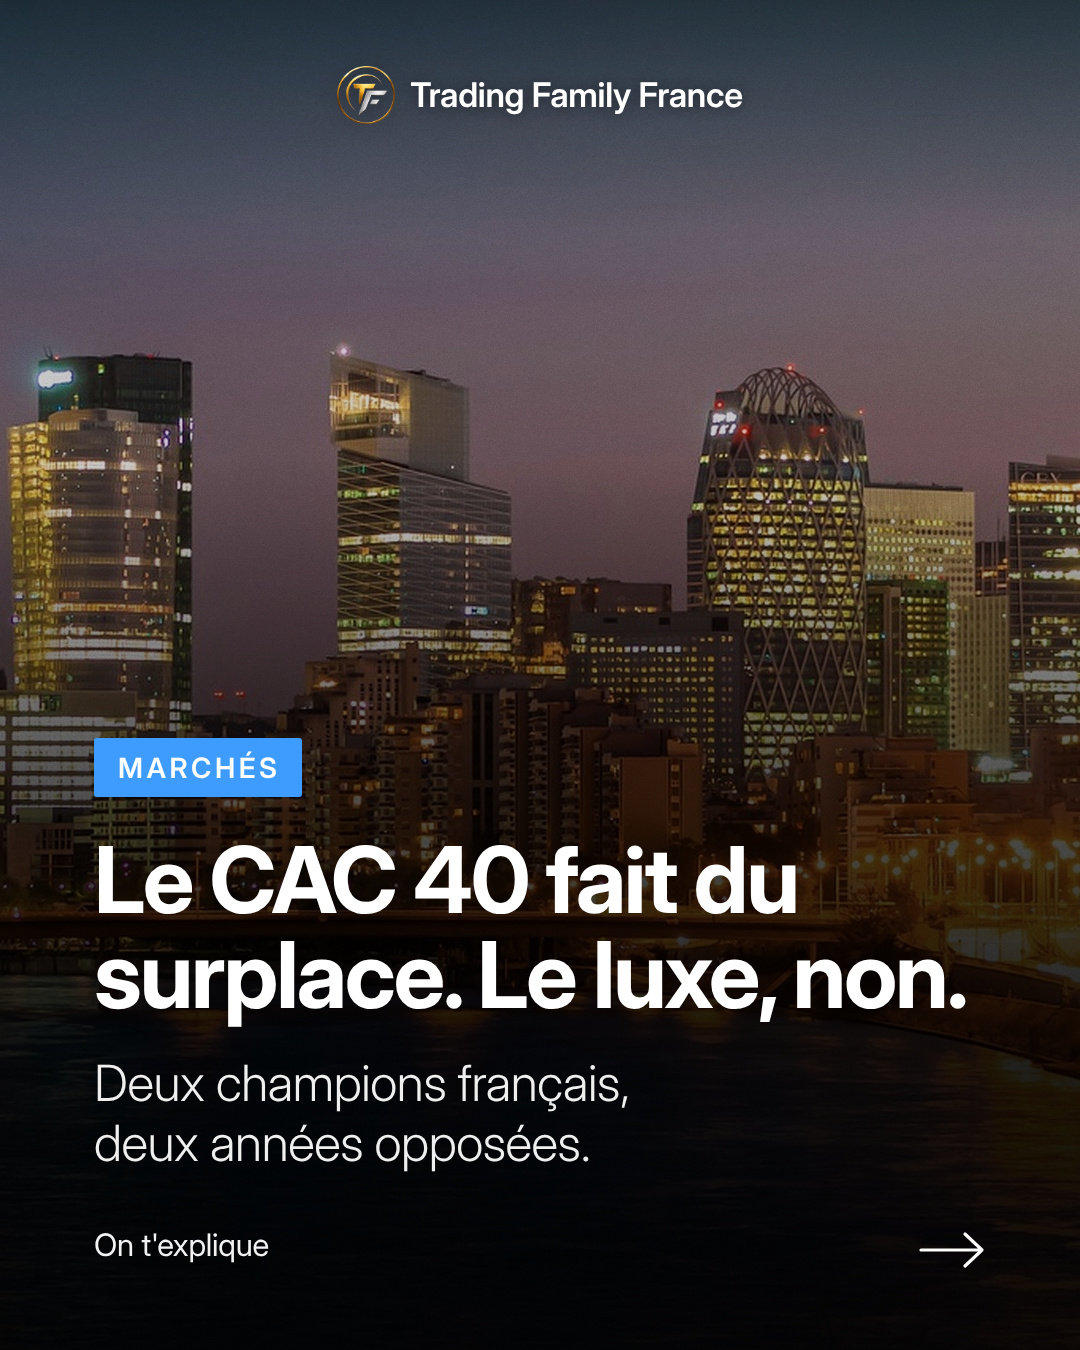 Trading Family France
MARCHÉS
Le CAC 40 fait du
surplace. Le luxe, non.
Deux champions français,
deux années opposées.
On t'explique